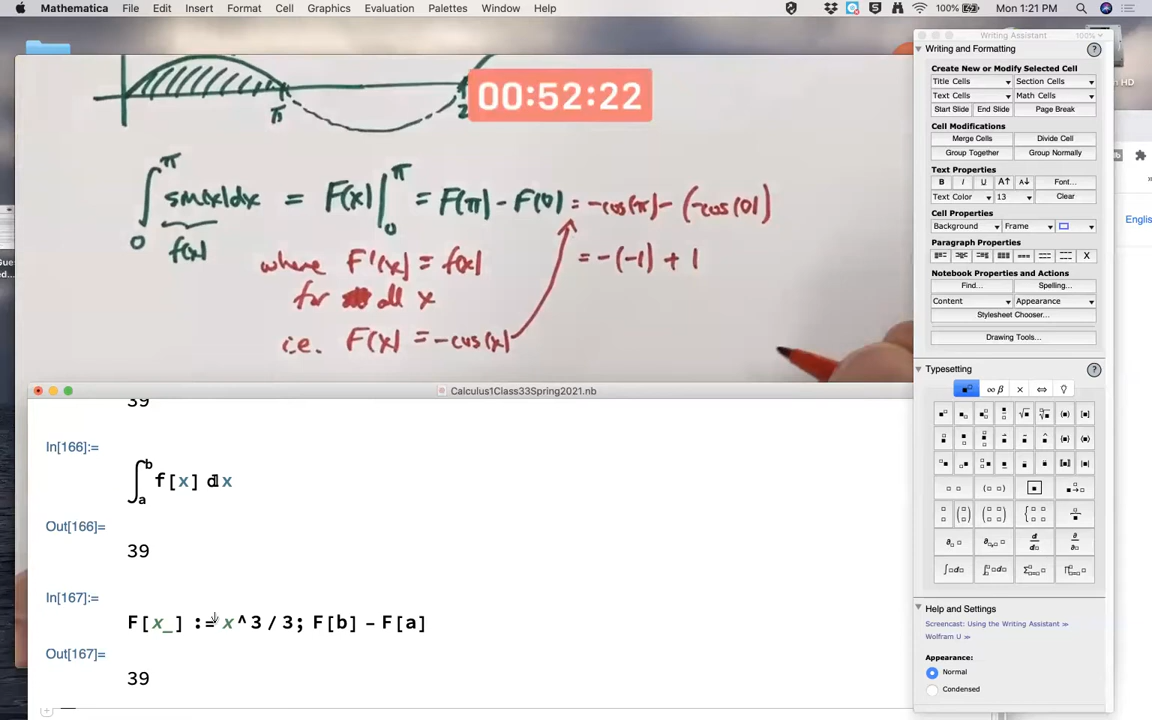 Mathematica File Edit Insert Format Cell Graphics Evaluation Palettes Window Help 100% Mon 1:21 PM
Writing Assistant 100%
Writing and Formatting ?
Create New or Modify Selected Cell
Title Cells Section Cells
Text Cells Math Cells
Start Slide End Slide Page Break
Cell Modifications
Merge Cells Divide Cell
Group Together Group Normally
Text Properties
B I U A↑ A↓ Font...
Text Color 13 Clear
Cell Properties
Background Frame
Paragraph Properties
X
Notebook Properties and Actions
Find... Spelling...
Content Appearance
Stylesheet Chooser...
Drawing Tools...
Typesetting ?
Help and Settings
Screencast: Using the Writing Assistant »
Wolfram U »
Appearance:
Normal
Condensed
HD
Englis
00:52:22
π 2
∫₀^π sin(x)dx = F(x)|₀^π = F(π) - F(0) = -cos(π) - (-cos(0))
f(x)
where F'(x) = f(x) = -(-1) + 1
for all x
i.e. F(x) = -cos(x)
Calculus1Class33Spring2021.nb
39
In[166]:=
∫ₐᵇ f[x] dx
Out[166]=
39
In[167]:=
F[x_] := x^3/3; F[b] - F[a]
Out[167]=
39